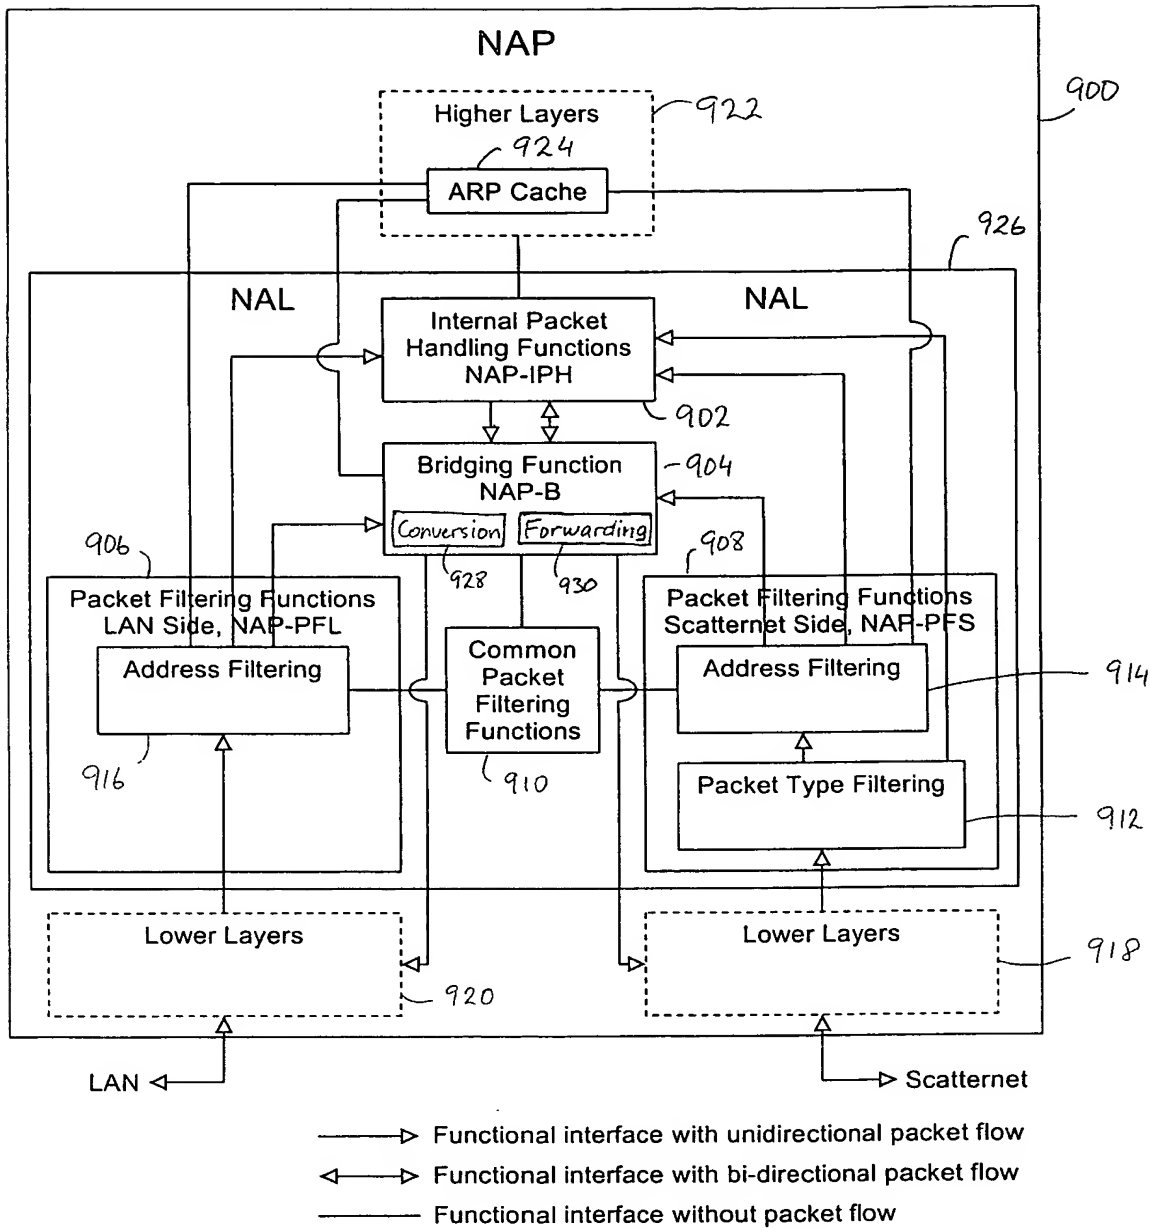 NAP
900
Higher Layers
922
924
ARP Cache
926
NAL
NAL
Internal Packet
Handling Functions
NAP-IPH
902
Bridging Function
NAP-B
904
Conversion
Forwarding
928
930
906
908
Packet Filtering Functions
LAN Side, NAP-PFL
Packet Filtering Functions
Scatternet Side, NAP-PFS
Address Filtering
Common
Packet
Filtering
Functions
Address Filtering
914
916
910
Packet Type Filtering
912
Lower Layers
Lower Layers
918
920
LAN
Scatternet
Functional interface with unidirectional packet flow
Functional interface with bi-directional packet flow
Functional interface without packet flow